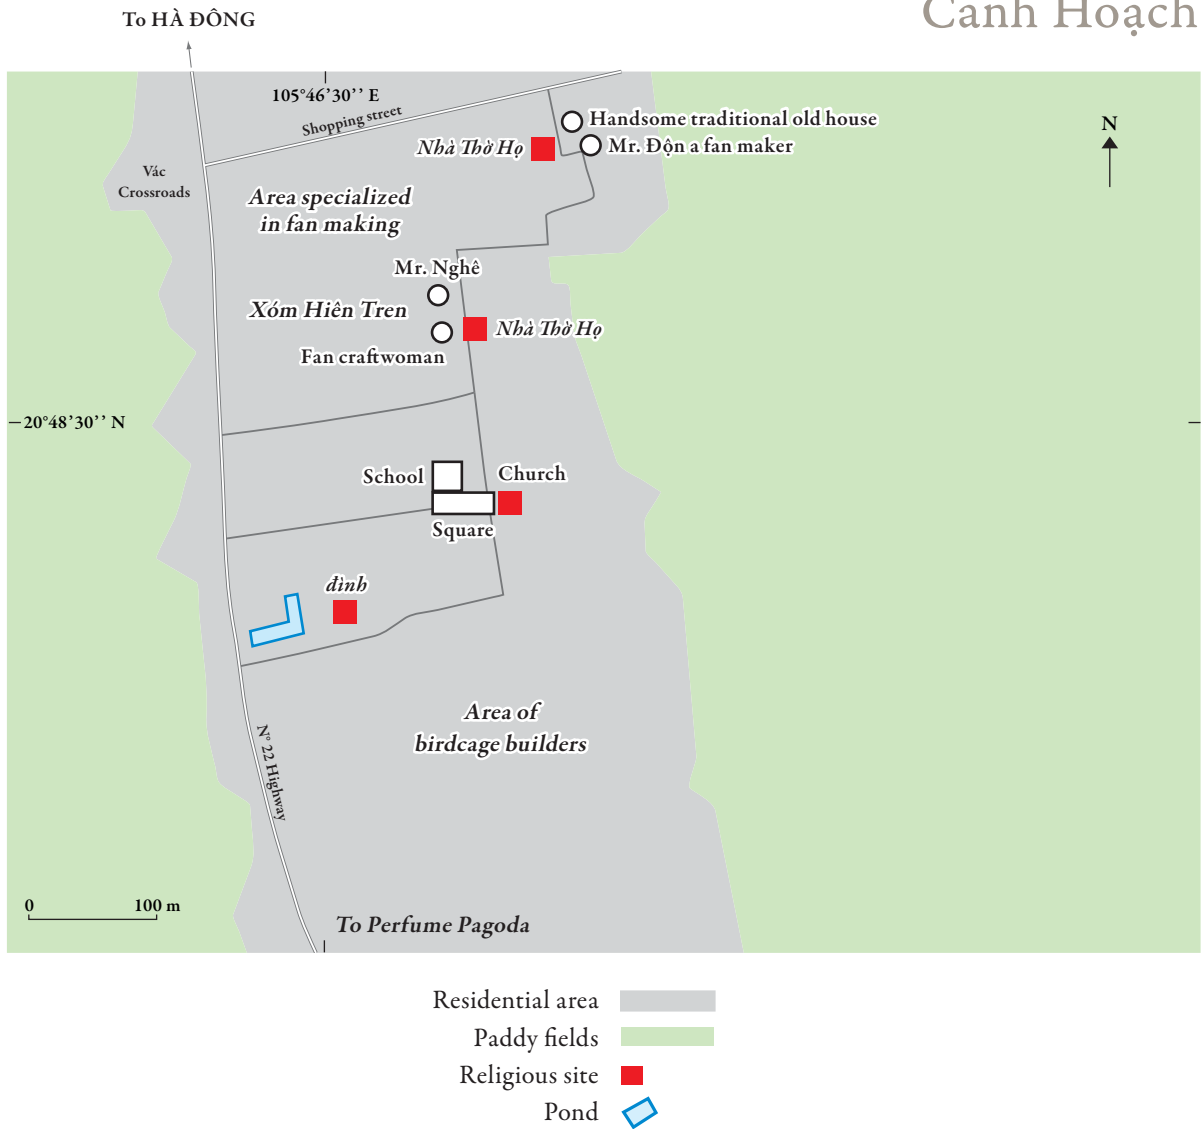 To HÀ ĐÔNG
Canh Hoạch
105°46’30’’ E
Shopping street
Handsome traditional old house
Nhà Thờ Họ
Mr. Độn a fan maker
N
Vác
Crossroads
Area specialized
in fan making
Mr. Nghê
Xóm Hiên Tren
Nhà Thờ Họ
Fan craftwoman
20°48’30’’ N
School
Church
Square
đình
Area of
birdcage builders
N° 22 Highway
0 100 m
To Perfume Pagoda
Residential area
Paddy fields
Religious site
Pond